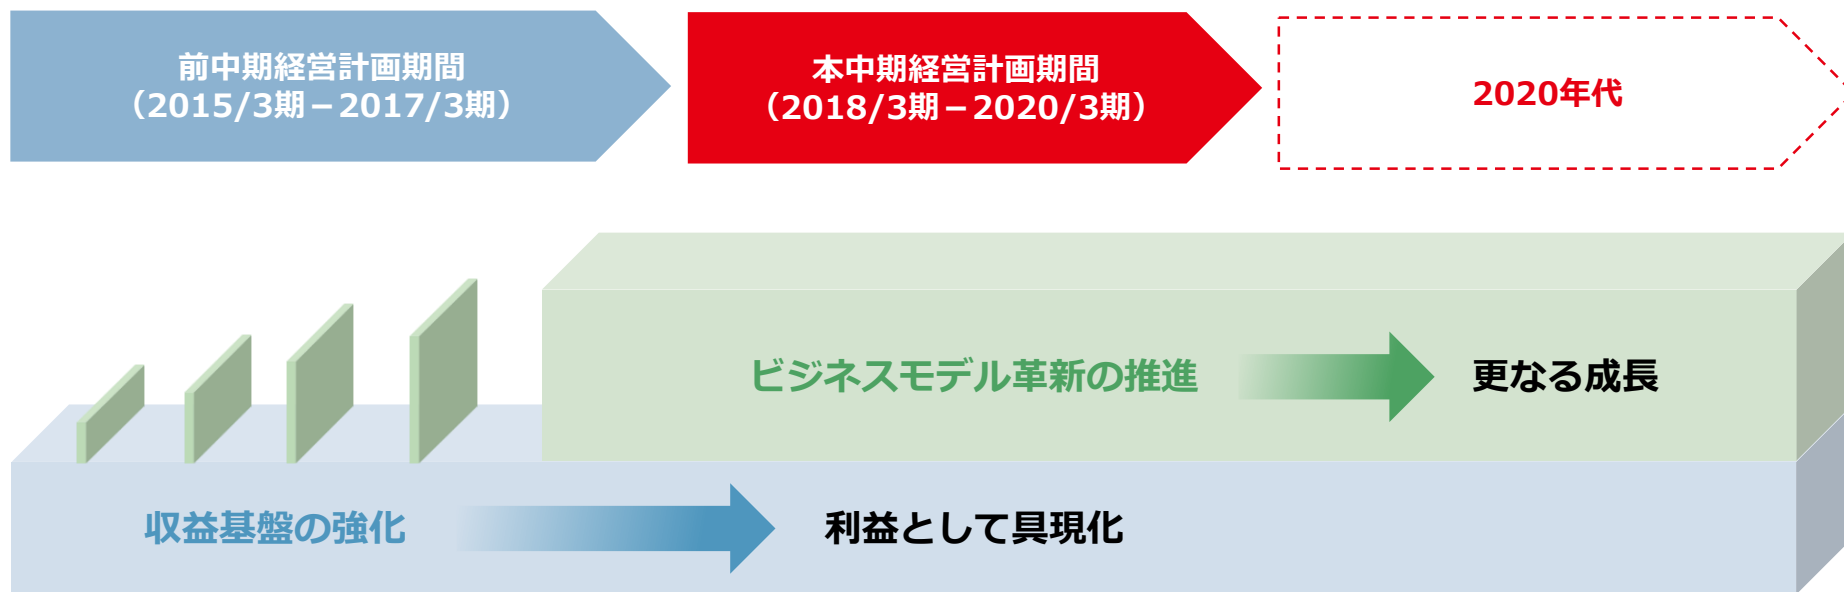 前中期経営計画期間
（2015/3期－2017/3期）
本中期経営計画期間
（2018/3期－2020/3期）
2020年代
ビジネスモデル革新の推進
更なる成長
収益基盤の強化
利益として具現化